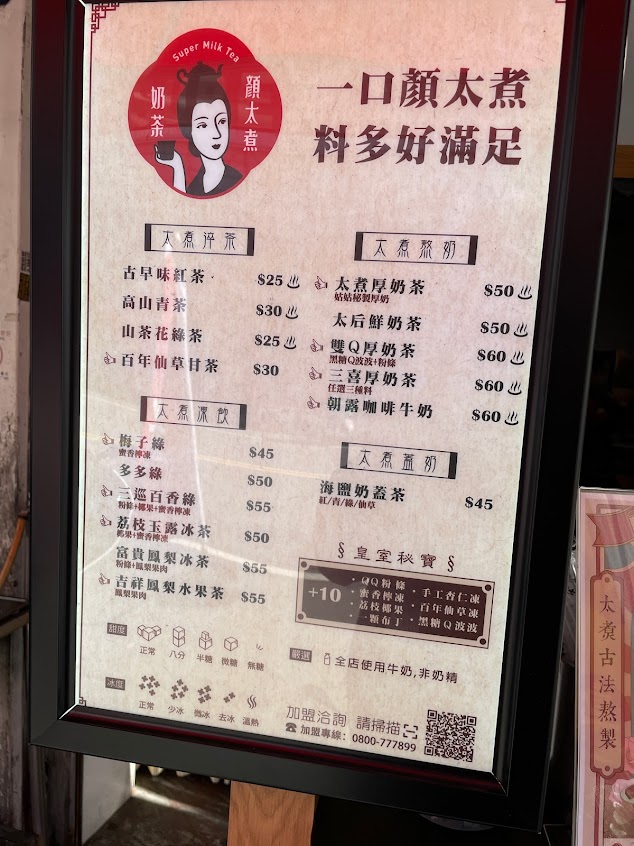 Super Milk Tea
顏太煮
奶茶
一口顏太煮
料多好滿足
太煮淬茶
古早味紅茶 $25
高山青茶 $30
山茶花綠茶 $25
百年仙草甘茶 $30
太煮凍飲
梅子綠 $45
蜜香檸凍
多多綠 $50
三巡百香綠 $55
粉條+椰果+蜜香檸凍
荔枝玉露冰茶 $50
椰果+蜜香檸凍
富貴鳳梨冰茶 $55
粉條+鳳梨果肉
吉祥鳳梨水果茶 $55
鳳梨果肉
太煮熬奶
太煮厚奶茶 $50
姑姑秘製厚奶
太后鮮奶茶 $50
雙Q厚奶茶 $60
黑糖Q波波+粉條
三喜厚奶茶 $60
任選三種料
朝露咖啡牛奶 $60
太煮蓋奶
海鹽奶蓋茶 $45
紅/青/綠/仙草
§ 皇室秘寶 §
+10
・QQ粉條 ・手工杏仁凍
・蜜香檸凍 ・百年仙草凍
・荔枝椰果 ・黑糖Q波波
・一顆布丁
甜度
正常 八分 半糖 微糖 無糖
冰度
正常 少冰 微冰 去冰 溫熱
嚴選 全店使用牛奶,非奶精
加盟洽詢 請掃描
加盟專線：0800-777899
太煮古法熬製